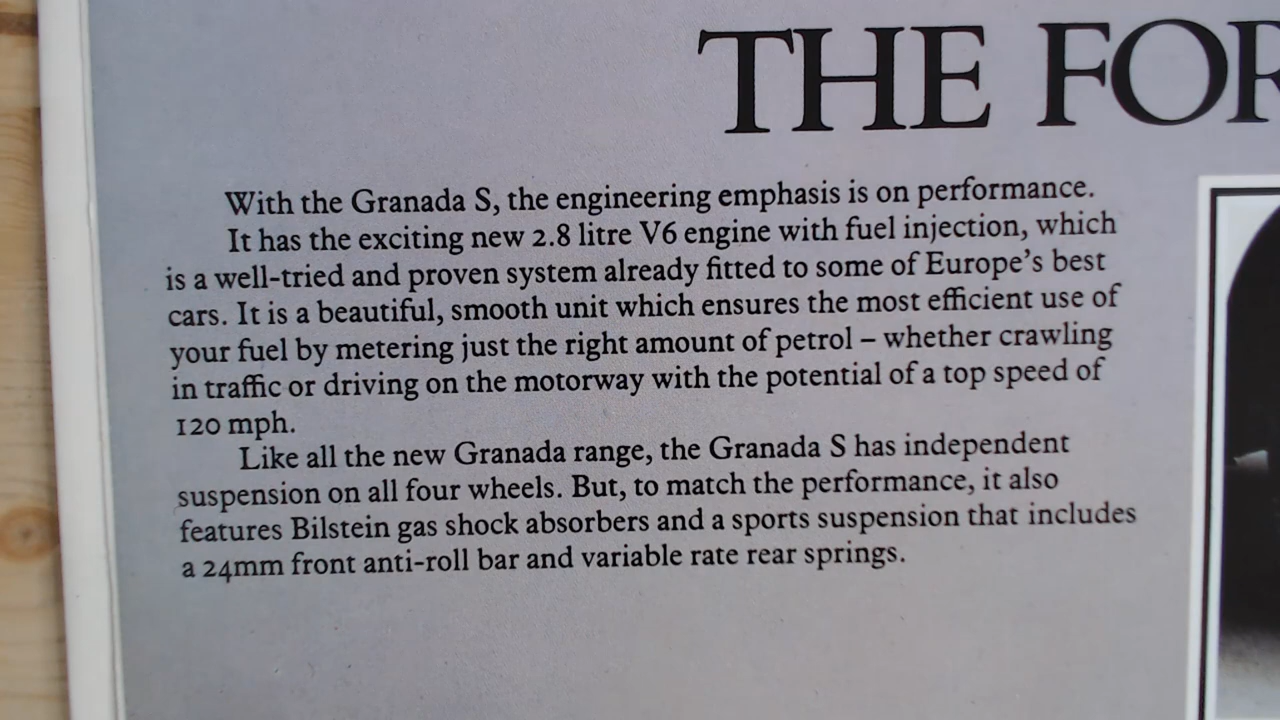 THE FOR
With the Granada S, the engineering emphasis is on performance.
It has the exciting new 2.8 litre V6 engine with fuel injection, which
is a well-tried and proven system already fitted to some of Europe's best
cars. It is a beautiful, smooth unit which ensures the most efficient use of
your fuel by metering just the right amount of petrol – whether crawling
in traffic or driving on the motorway with the potential of a top speed of
120 mph.
Like all the new Granada range, the Granada S has independent
suspension on all four wheels. But, to match the performance, it also
features Bilstein gas shock absorbers and a sports suspension that includes
a 24mm front anti-roll bar and variable rate rear springs.